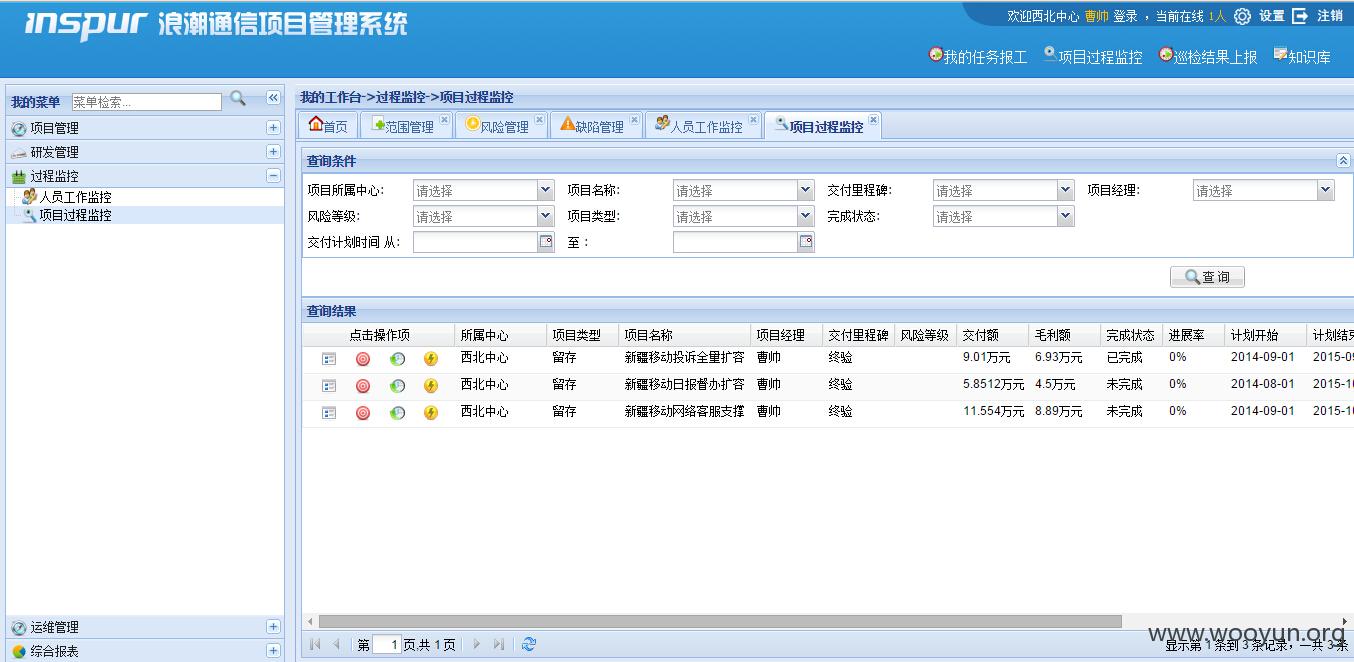 inspur 浪潮通信项目管理系统
欢迎西北中心 曹帅 登录 ，当前在线 1人 设置 注销
我的任务报工 项目过程监控 巡检结果上报 知识库
我的菜单 菜单检索...
项目管理
研发管理
过程监控
人员工作监控
项目过程监控
运维管理
综合报表
我的工作台->过程监控->项目过程监控
首页 范围管理 风险管理 缺陷管理 人员工作监控 项目过程监控
查询条件
项目所属中心: 请选择 项目名称: 请选择 交付里程碑: 请选择 项目经理: 请选择
风险等级: 请选择 项目类型: 请选择 完成状态: 请选择
交付计划时间 从: 至：
查询
查询结果
点击操作项 所属中心 项目类型 项目名称 项目经理 交付里程碑 风险等级 交付额 毛利额 完成状态 进展率 计划开始 计划结束
西北中心 留存 新疆移动投诉全量扩容 曹帅 终验 9.01万元 6.93万元 已完成 0% 2014-09-01 2015-09
西北中心 留存 新疆移动日报督办扩容 曹帅 终验 5.8512万元 4.5万元 未完成 0% 2014-08-01 2015-10
西北中心 留存 新疆移动网络客服支撑 曹帅 终验 11.554万元 8.89万元 未完成 0% 2014-09-01 2015-10
第 1 页,共 1 页
显示第 1 条到 3 条记录，一共 3 条
www.wooyun.org